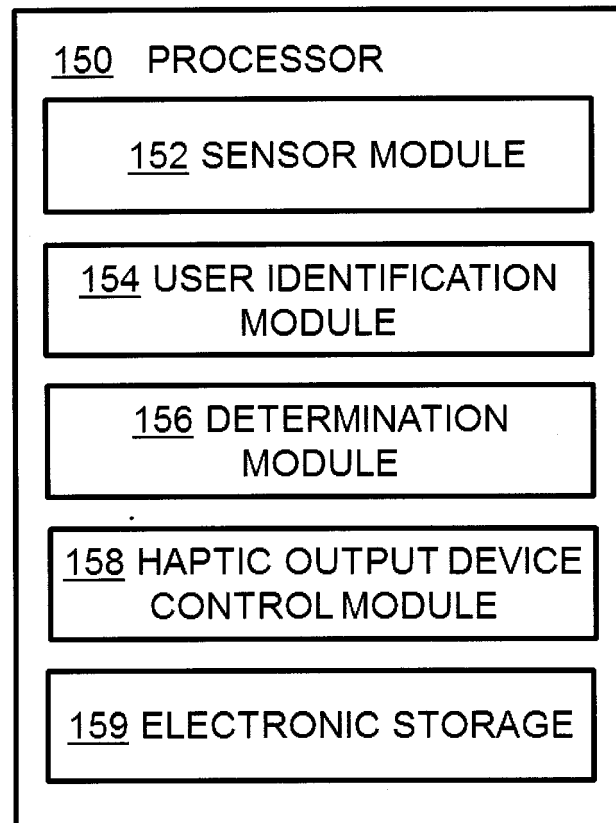 150 PROCESSOR
152 SENSOR MODULE
154 USER IDENTIFICATION
MODULE
156 DETERMINATION
MODULE
158 HAPTIC OUTPUT DEVICE
CONTROL MODULE
159 ELECTRONIC STORAGE